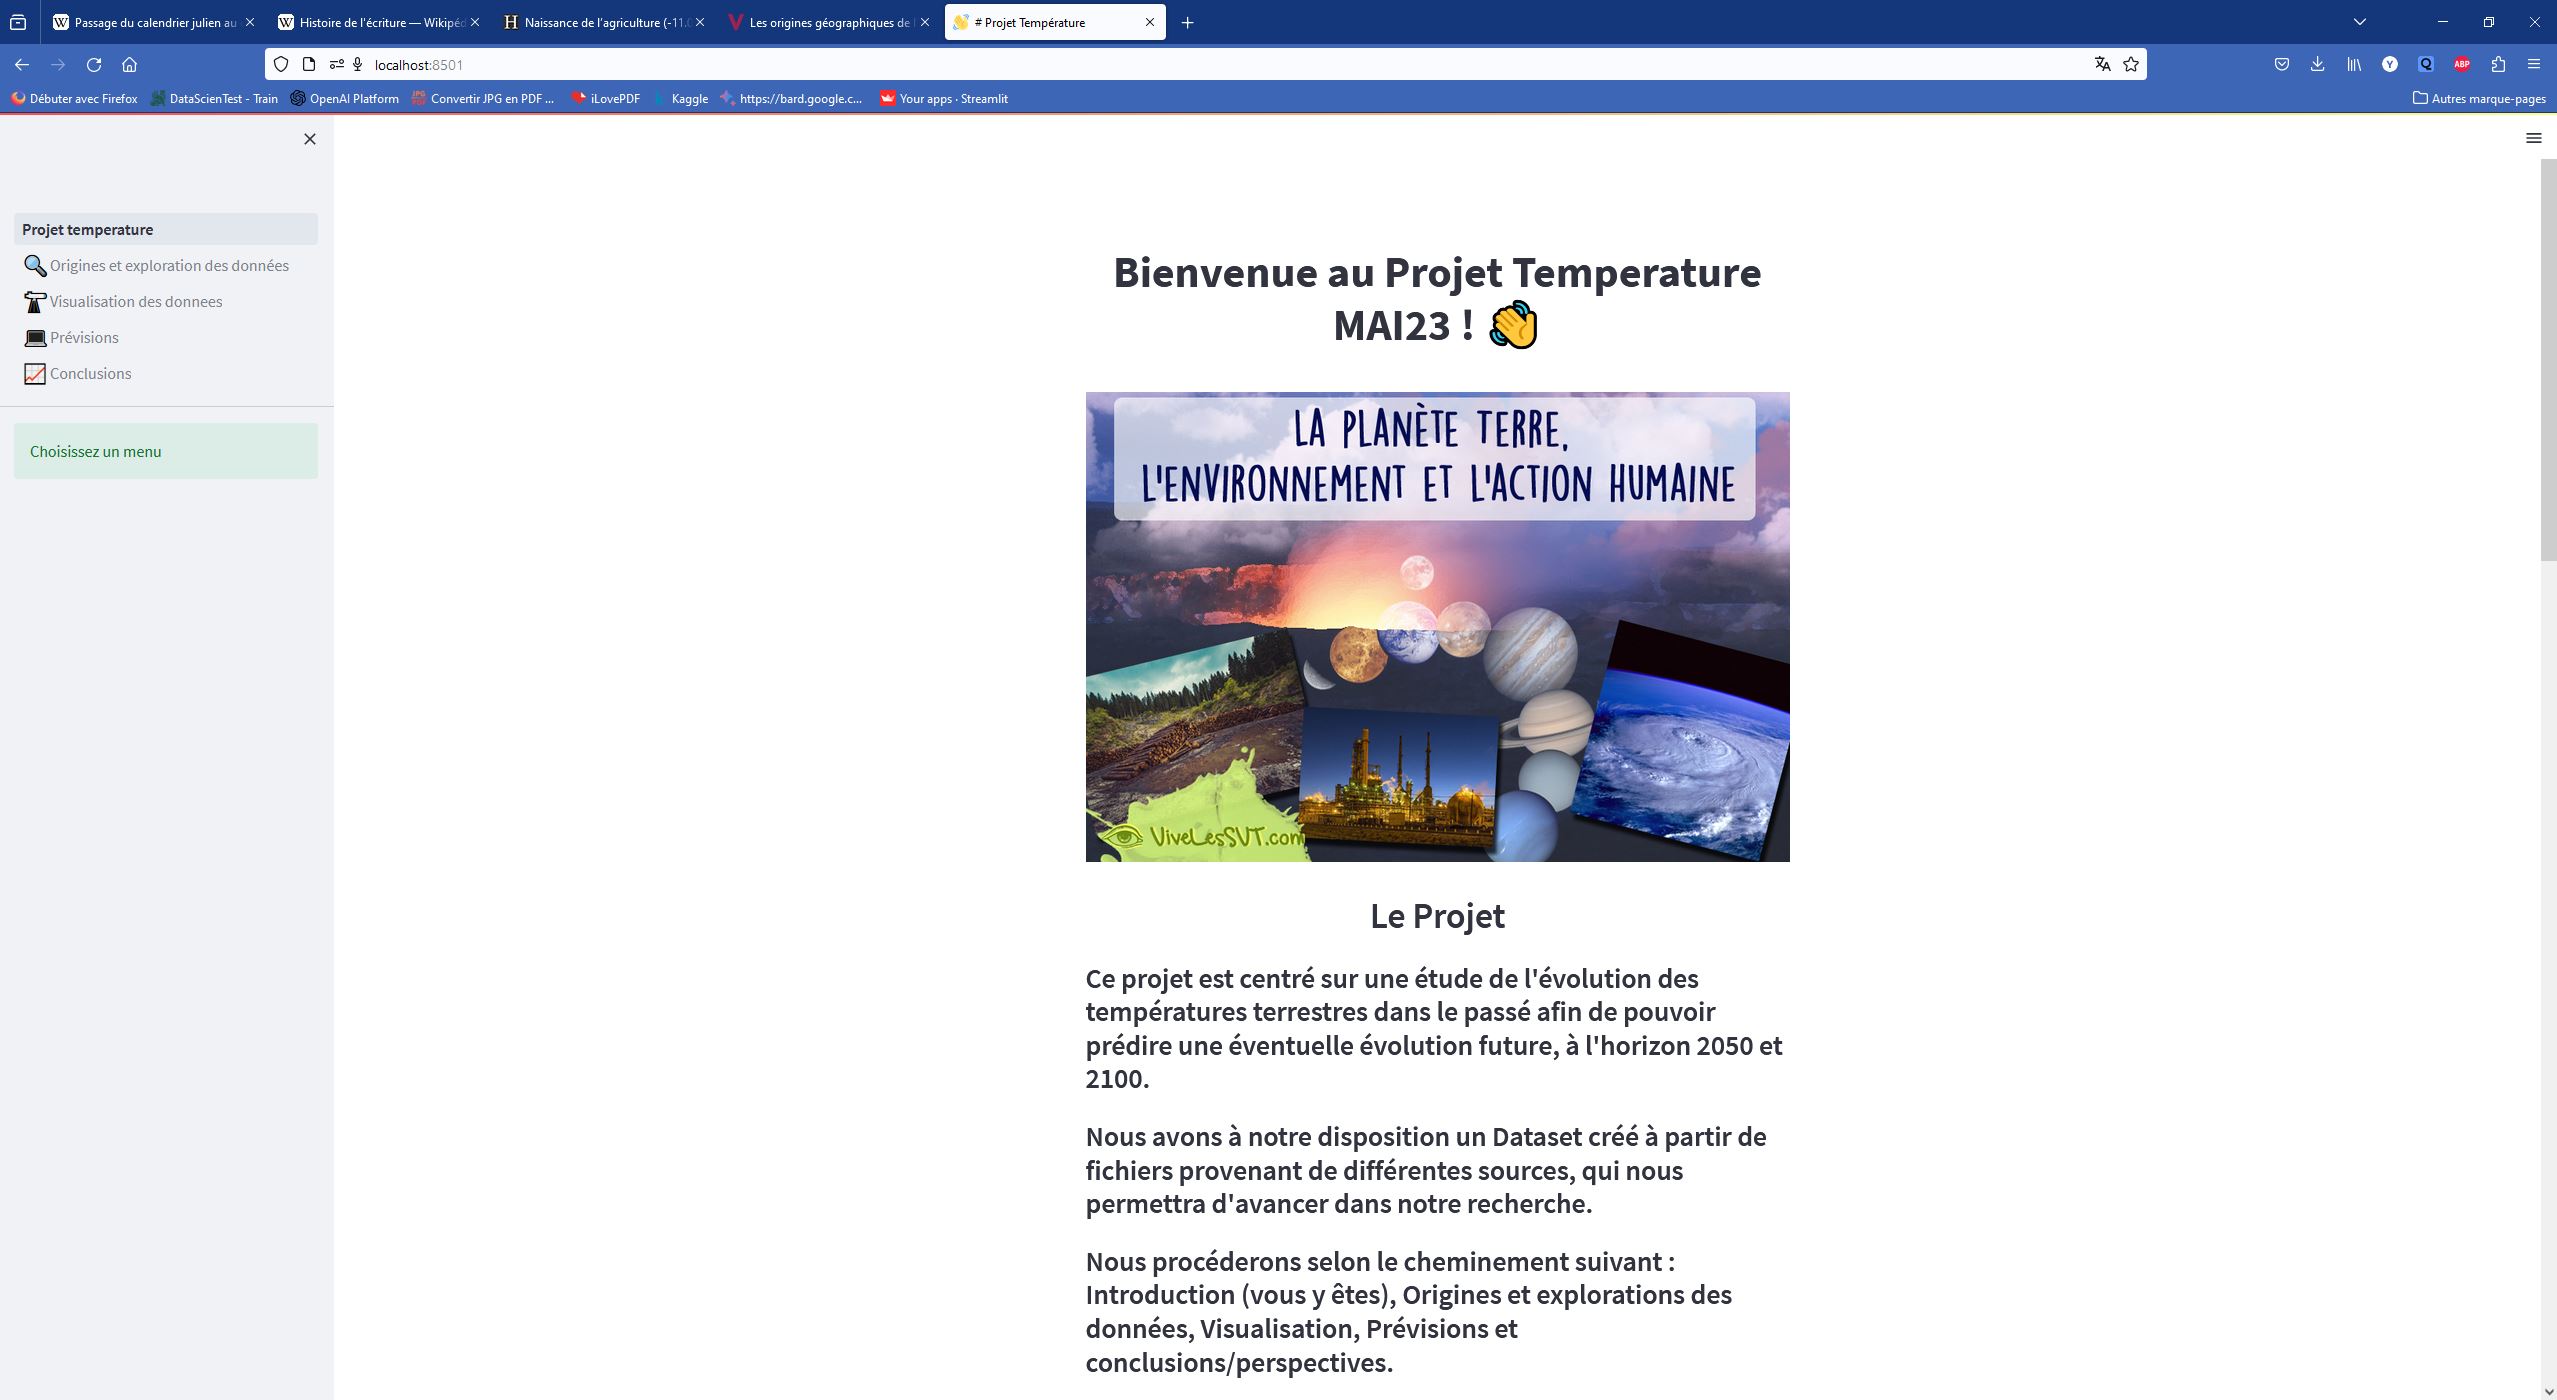 Passage du calendrier julien au
Histoire de l'écriture — Wikipéd
Naissance de l'agriculture (-11.0
Les origines géographiques de l
# Projet Température
localhost:8501
Débuter avec Firefox
DataScienTest - Train
OpenAI Platform
Convertir JPG en PDF ...
iLovePDF
Kaggle
https://bard.google.c...
Your apps · Streamlit
Autres marque-pages
Projet temperature
Origines et exploration des données
Visualisation des donnees
Prévisions
Conclusions
Choisissez un menu
Bienvenue au Projet Temperature
MAI23 ! 👋
LA PLANÈTE TERRE,
L'ENVIRONNEMENT ET L'ACTION HUMAINE
ViveLesSVT.com
Le Projet
Ce projet est centré sur une étude de l'évolution des
températures terrestres dans le passé afin de pouvoir
prédire une éventuelle évolution future, à l'horizon 2050 et
2100.
Nous avons à notre disposition un Dataset créé à partir de
fichiers provenant de différentes sources, qui nous
permettra d'avancer dans notre recherche.
Nous procéderons selon le cheminement suivant :
Introduction (vous y êtes), Origines et explorations des
données, Visualisation, Prévisions et
conclusions/perspectives.